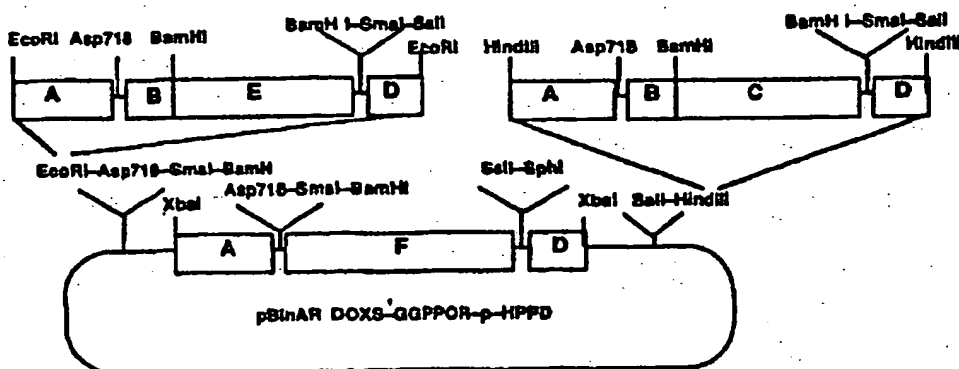 BamH I-SmaI-SalI
EcoRI Asp718 BamHI
EcoRI
A B E D
BamH I-SmaI-SalI
HindIII Asp718 BamHI
HindIII
A B C D
EcoRI-Asp718-SmaI-BamH
XbaI
Asp718-SmaI-BamHI
SalI-SphI
XbaI SalI-HindIII
A F D
pBinAR DOXS-GGPPOR-p-HPPD